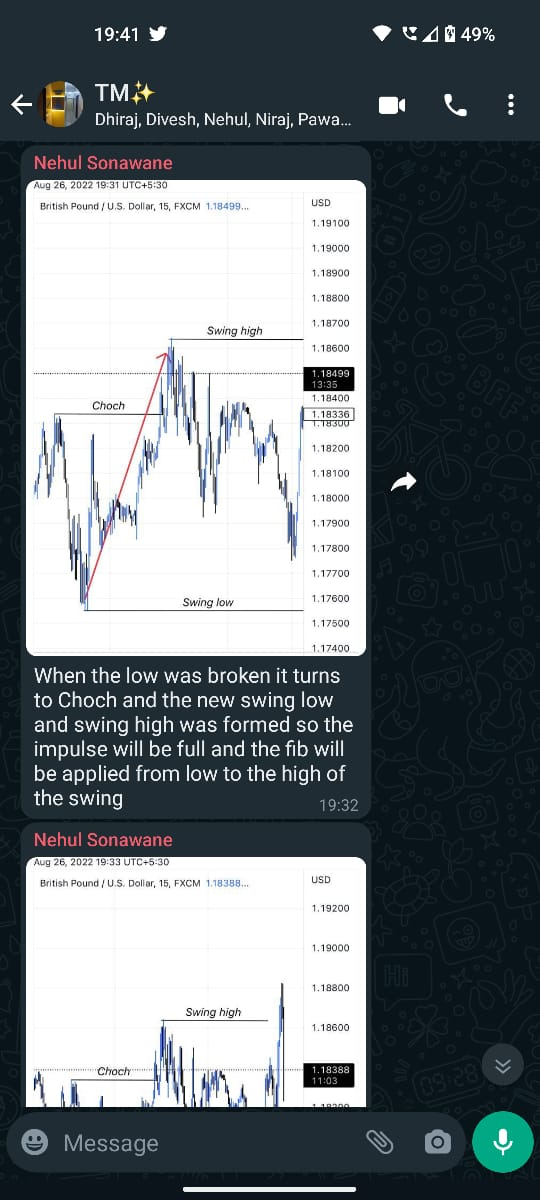 19:41
49%
TM✨
Dhiraj, Divesh, Nehul, Niraj, Pawa...
Nehul Sonawane
Aug 26, 2022 19:31 UTC+5:30
British Pound / U.S. Dollar, 15, FXCM 1.18499...
USD
1.19100
1.19000
1.18900
1.18800
1.18700
Swing high
1.18600
1.18499
13:35
1.18400
Choch
1.18336
1.18300
1.18200
1.18100
1.18000
1.17900
1.17800
1.17700
1.17600
Swing low
1.17500
1.17400
When the low was broken it turns
to Choch and the new swing low
and swing high was formed so the
impulse will be full and the fib will
be applied from low to the high of
the swing
19:32
Nehul Sonawane
Aug 26, 2022 19:33 UTC+5:30
British Pound / U.S. Dollar, 15, FXCM 1.18388...
USD
1.19200
1.19000
1.18800
Swing high
1.18600
1.18388
11:03
Choch
Message